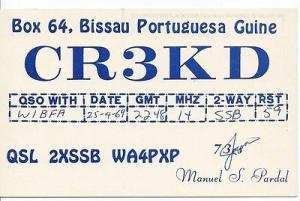 Box 64, Bissau Portuguesa Guine
CR3KD
QSO WITH DATE GMT MHZ 2-WAY RST
W1BFA 25-4-69 2248 14 SSB 59
QSL 2XSSB WA4PXP 73
Manuel S. Pardal